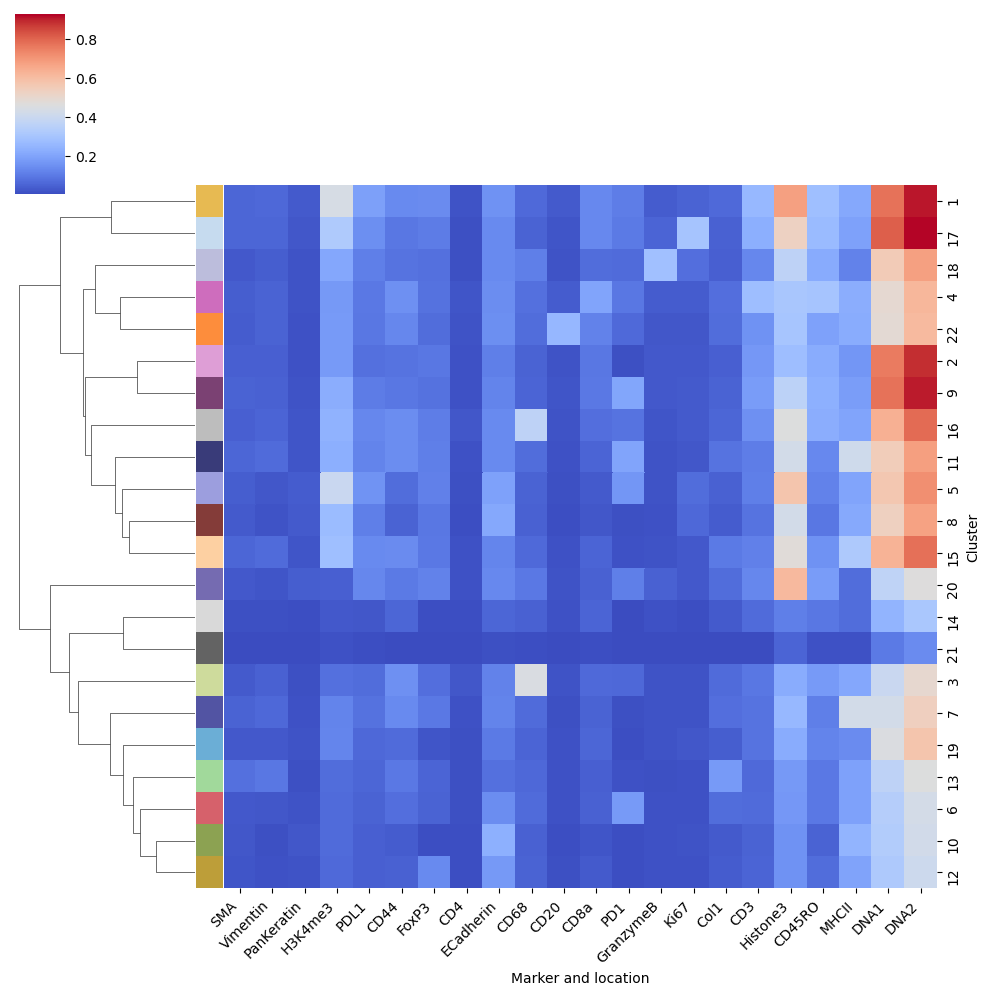 0.8
0.6
0.4
0.2
1
17
18
4
22
2
9
16
11
5
8
15
20
14
21
3
7
19
13
6
10
12
Cluster
SMA
Vimentin
PanKeratin
H3K4me3
PDL1
CD44
FoxP3
CD4
ECadherin
CD68
CD20
CD8a
PD1
GranzymeB
Ki67
Col1
CD3
Histone3
CD45RO
MHCII
DNA1
DNA2
Marker and location